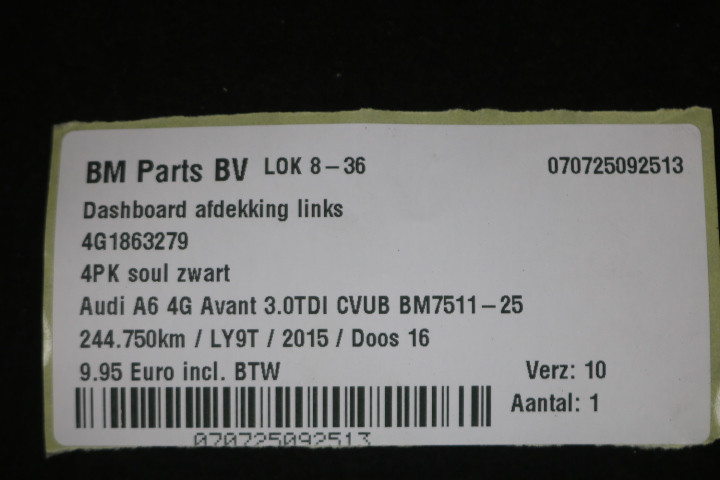 BM Parts BV LOK 8-36 070725092513
Dashboard afdekking links
4G1863279
4PK soul zwart
Audi A6 4G Avant 3.0TDI CVUB BM7511-25
244.750km / LY9T / 2015 / Doos 16
9.95 Euro incl. BTW Verz: 10
Aantal: 1
070725092513